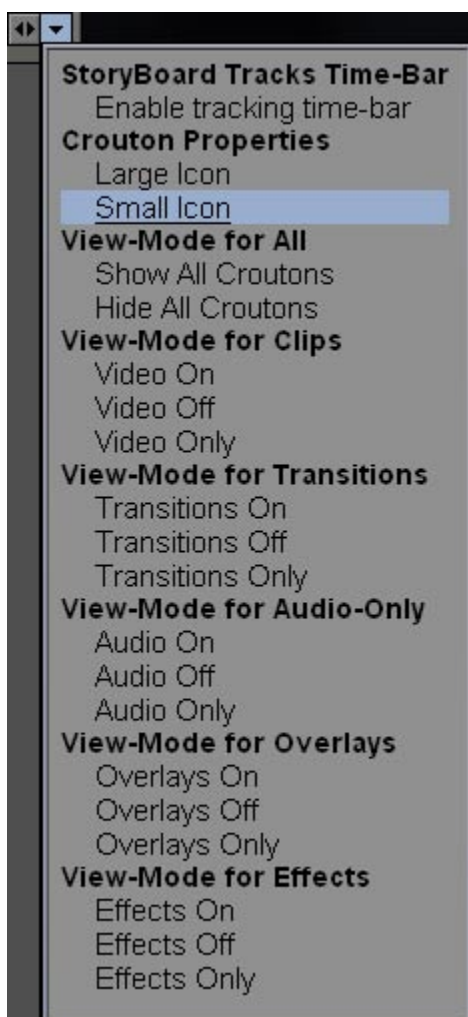 StoryBoard Tracks Time-Bar
Enable tracking time-bar
Crouton Properties
Large Icon
Small Icon
View-Mode for All
Show All Croutons
Hide All Croutons
View-Mode for Clips
Video On
Video Off
Video Only
View-Mode for Transitions
Transitions On
Transitions Off
Transitions Only
View-Mode for Audio-Only
Audio On
Audio Off
Audio Only
View-Mode for Overlays
Overlays On
Overlays Off
Overlays Only
View-Mode for Effects
Effects On
Effects Off
Effects Only